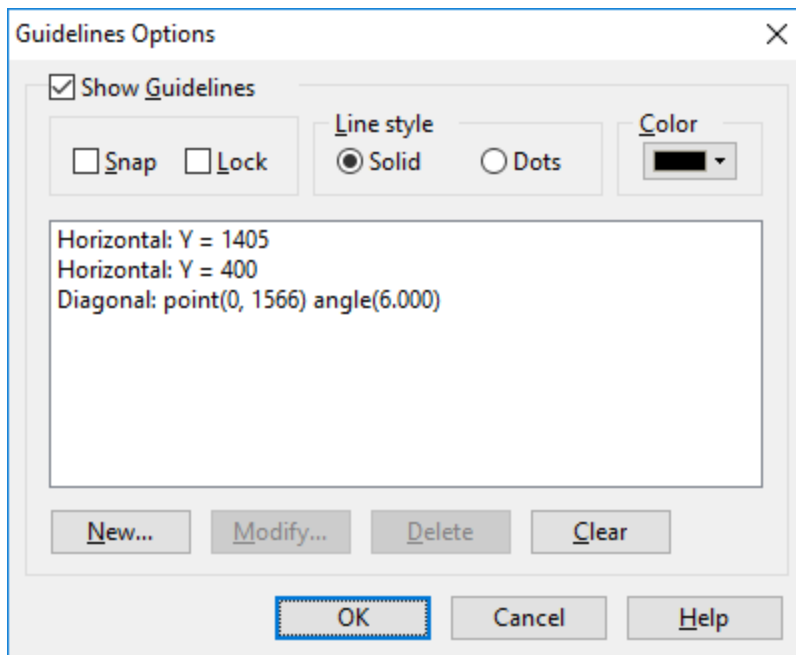 Guidelines Options
Show Guidelines
Line style
Color
Snap Lock Solid Dots
Horizontal: Y = 1405
Horizontal: Y = 400
Diagonal: point(0, 1566) angle(6.000)
New... Modify... Delete Clear
OK Cancel Help